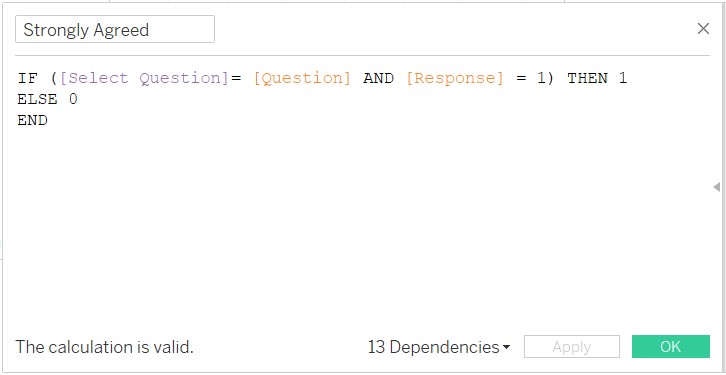 Strongly Agreed
IF ([Select Question]= [Question] AND [Response] = 1) THEN 1
ELSE 0
END
The calculation is valid.
13 Dependencies
Apply
OK